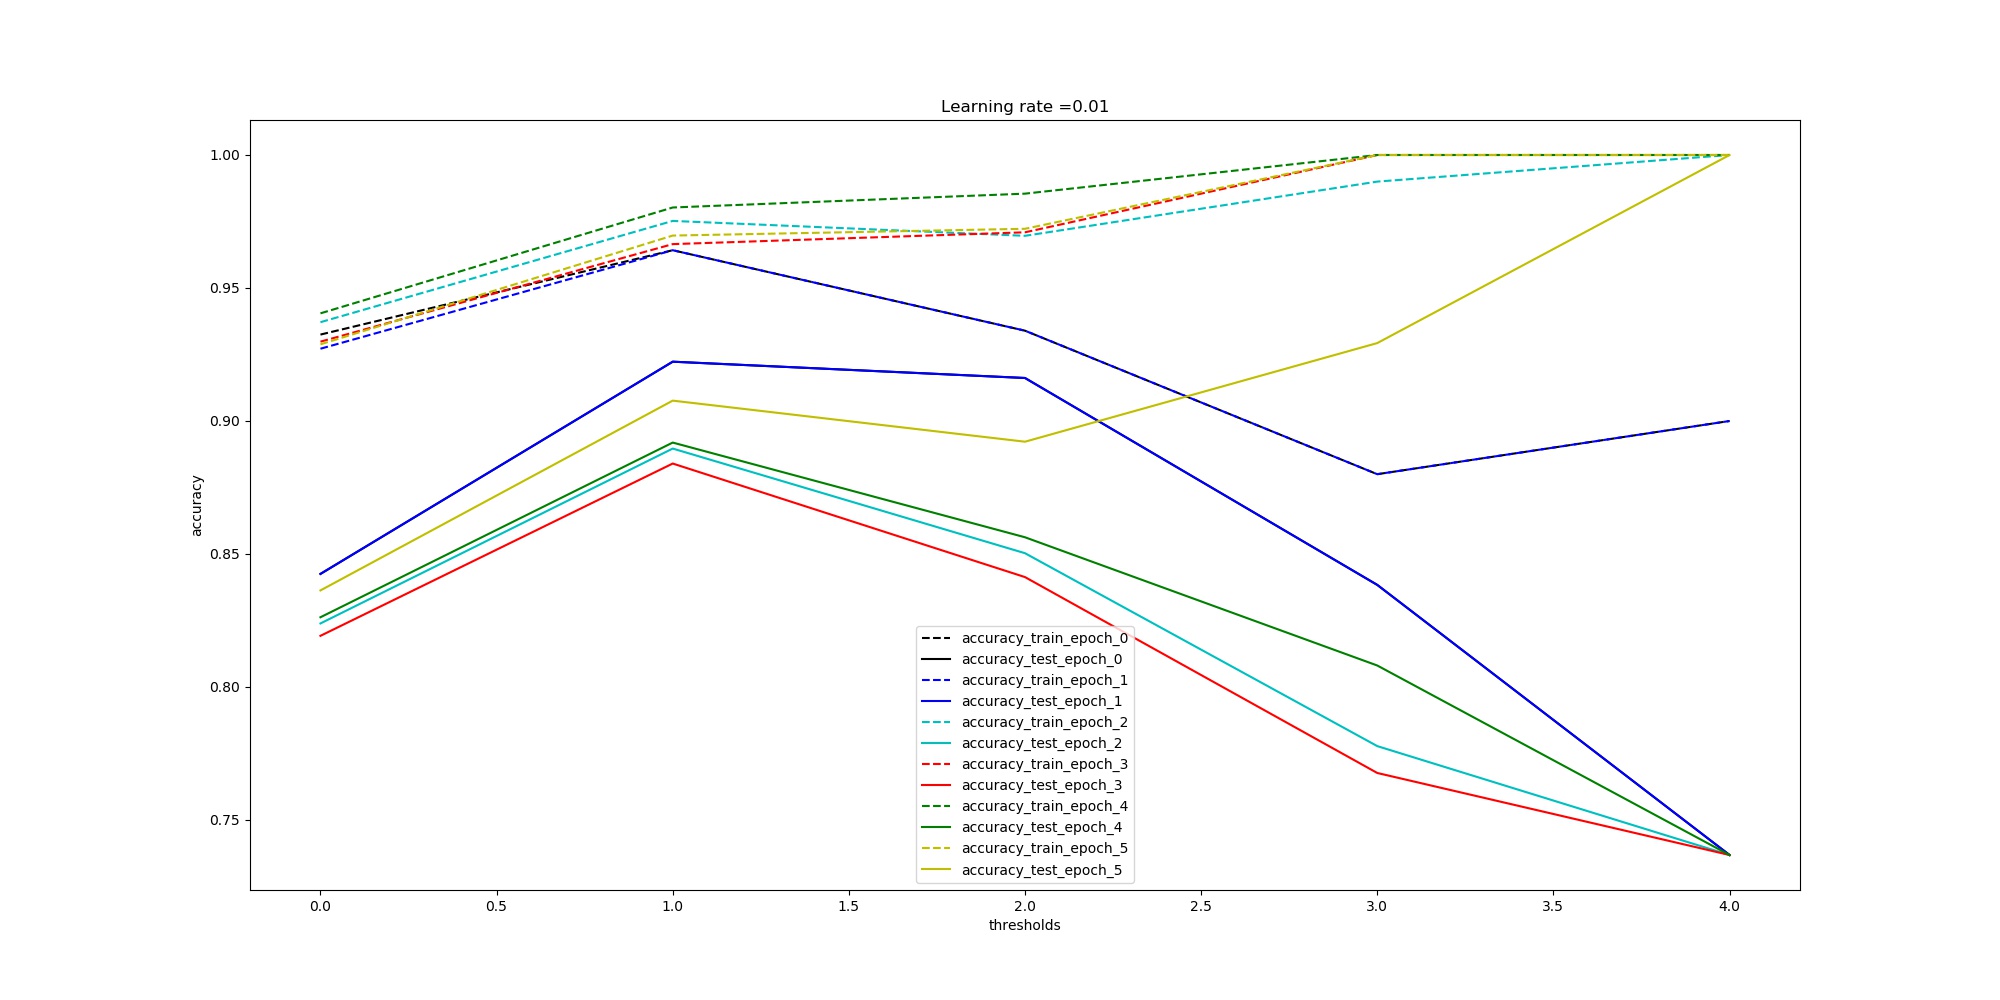 Learning rate =0.01
1.00
0.95
0.90
0.85
0.80
0.75
accuracy
accuracy_train_epoch_0
accuracy_test_epoch_0
accuracy_train_epoch_1
accuracy_test_epoch_1
accuracy_train_epoch_2
accuracy_test_epoch_2
accuracy_train_epoch_3
accuracy_test_epoch_3
accuracy_train_epoch_4
accuracy_test_epoch_4
accuracy_train_epoch_5
accuracy_test_epoch_5
0.0 0.5 1.0 1.5 2.0 2.5 3.0 3.5 4.0
thresholds